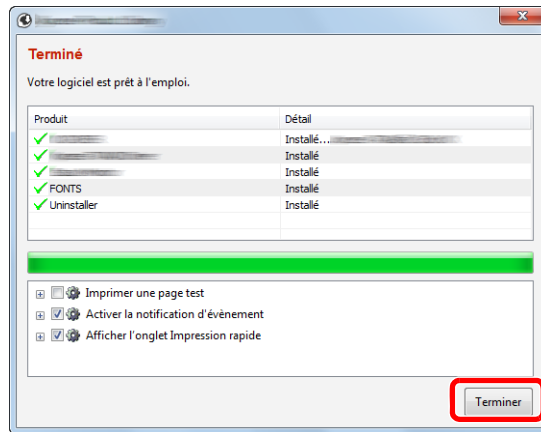 Terminé
Votre logiciel est prêt à l'emploi.
Produit Détail
Installé...
Installé
Installé
FONTS Installé
Uninstaller Installé
Imprimer une page test
Activer la notification d'évènement
Afficher l'onglet Impression rapide
Terminer